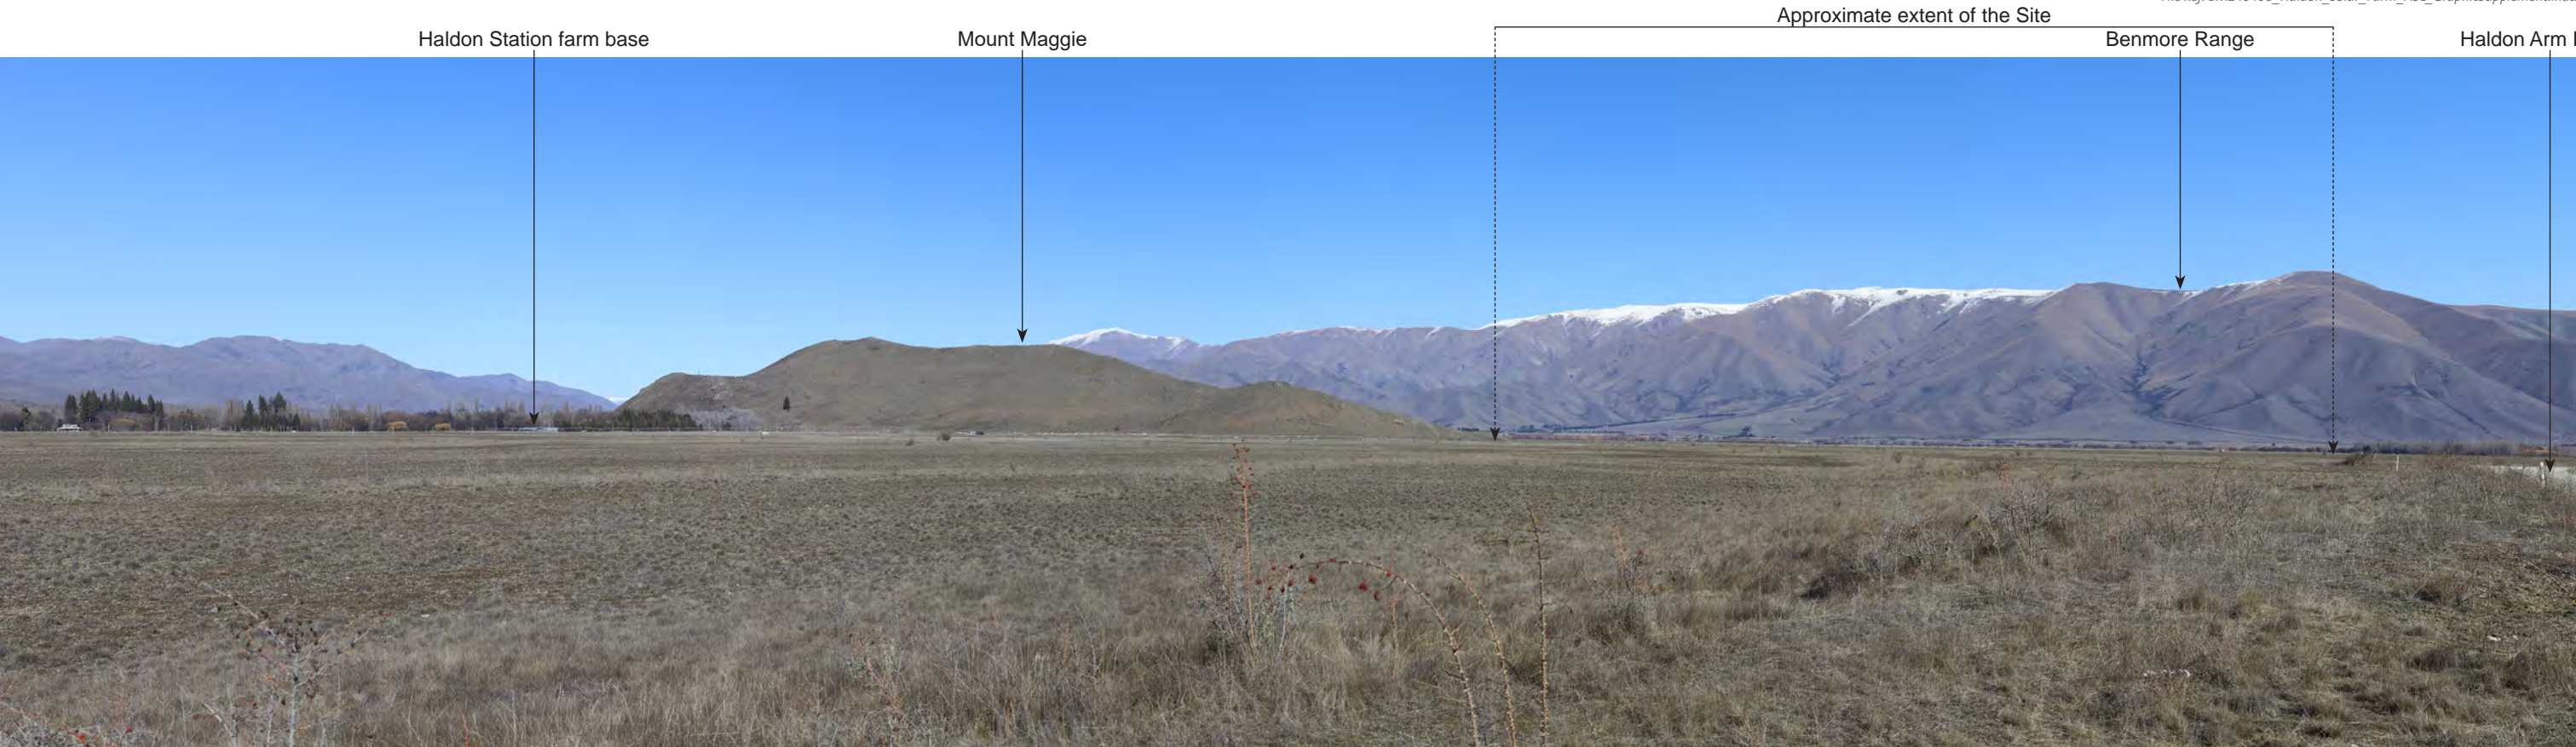 Approximate extent of the Site
Haldon Station farm base
Mount Maggie
Benmore Range
Haldon Arm